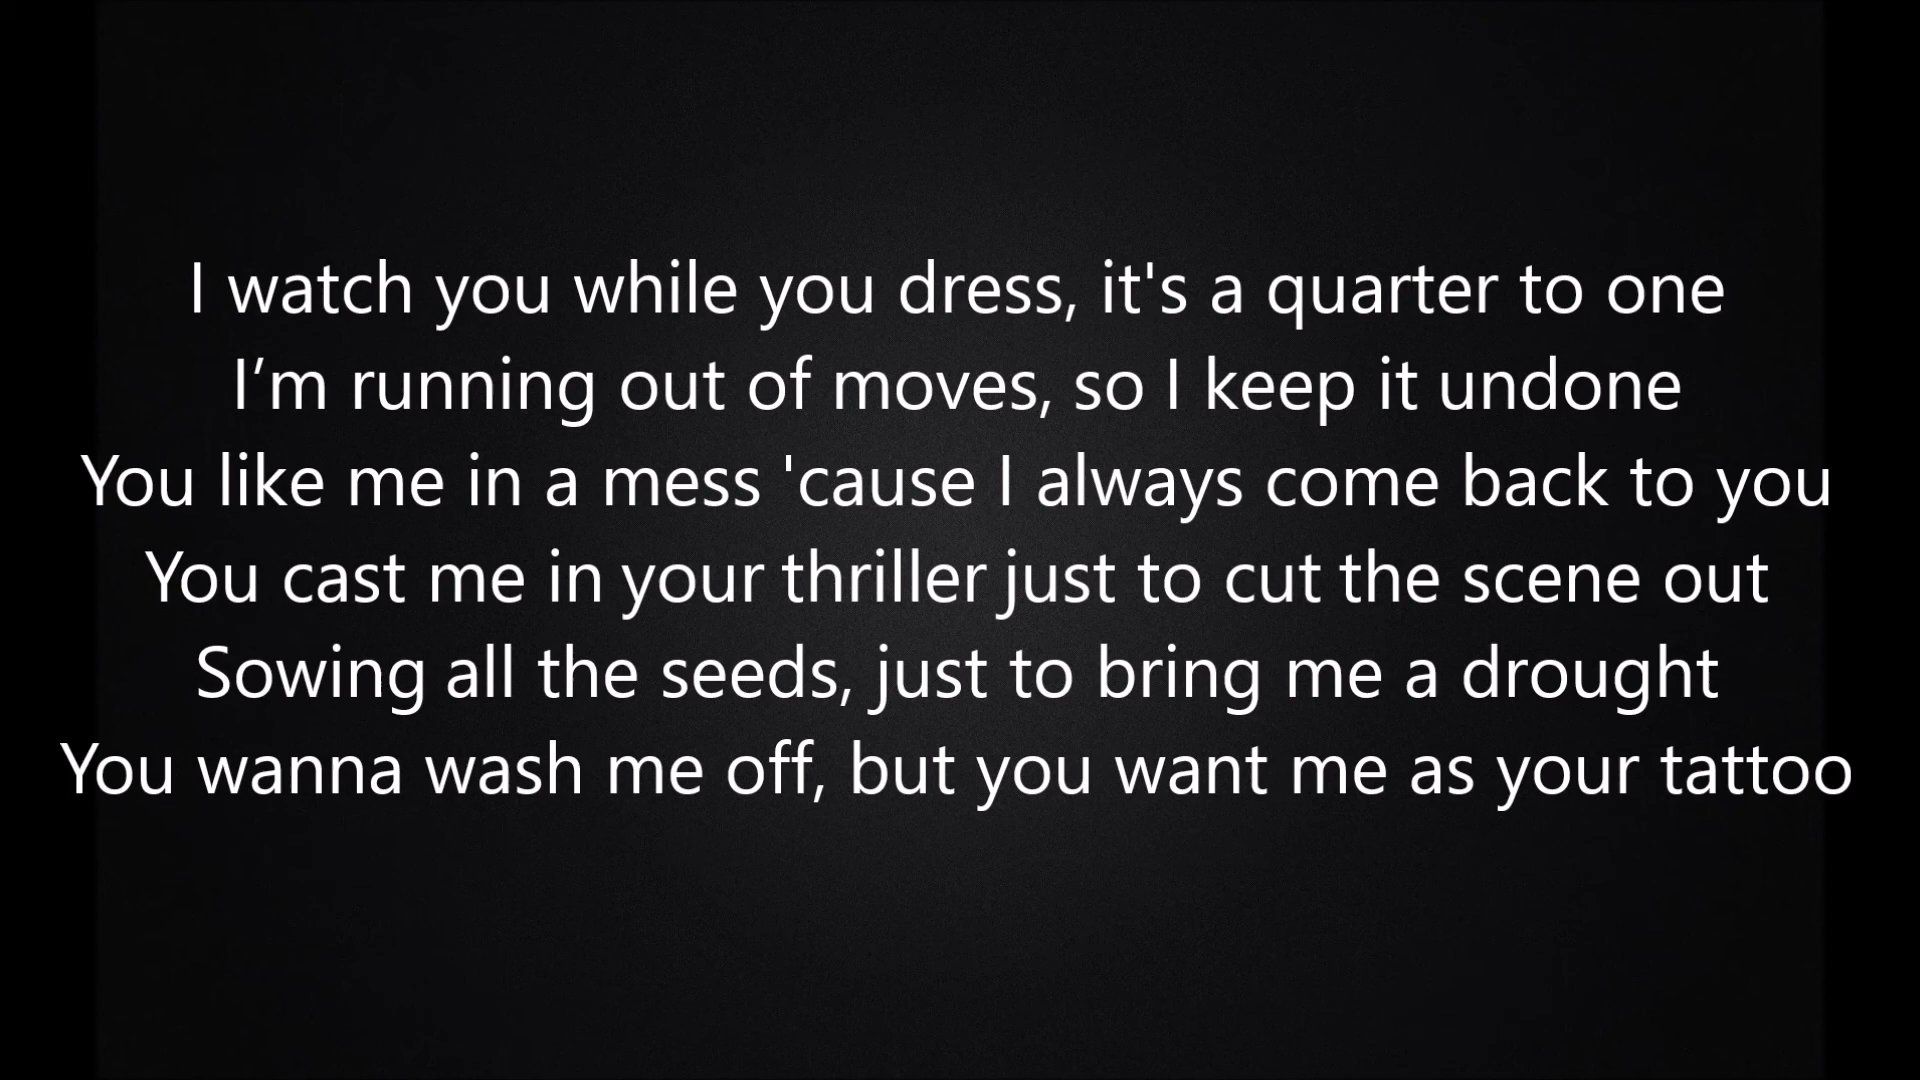 I watch you while you dress, it's a quarter to one
I’m running out of moves, so I keep it undone
You like me in a mess 'cause I always come back to you
You cast me in your thriller just to cut the scene out
Sowing all the seeds, just to bring me a drought
You wanna wash me off, but you want me as your tattoo